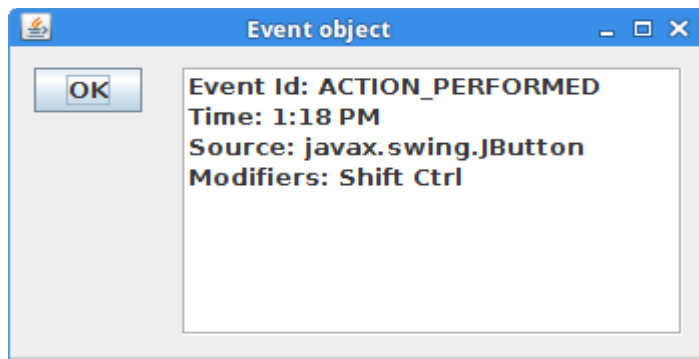 Event object
OK
Event Id: ACTION_PERFORMED
Time: 1:18 PM
Source: javax.swing.JButton
Modifiers: Shift Ctrl